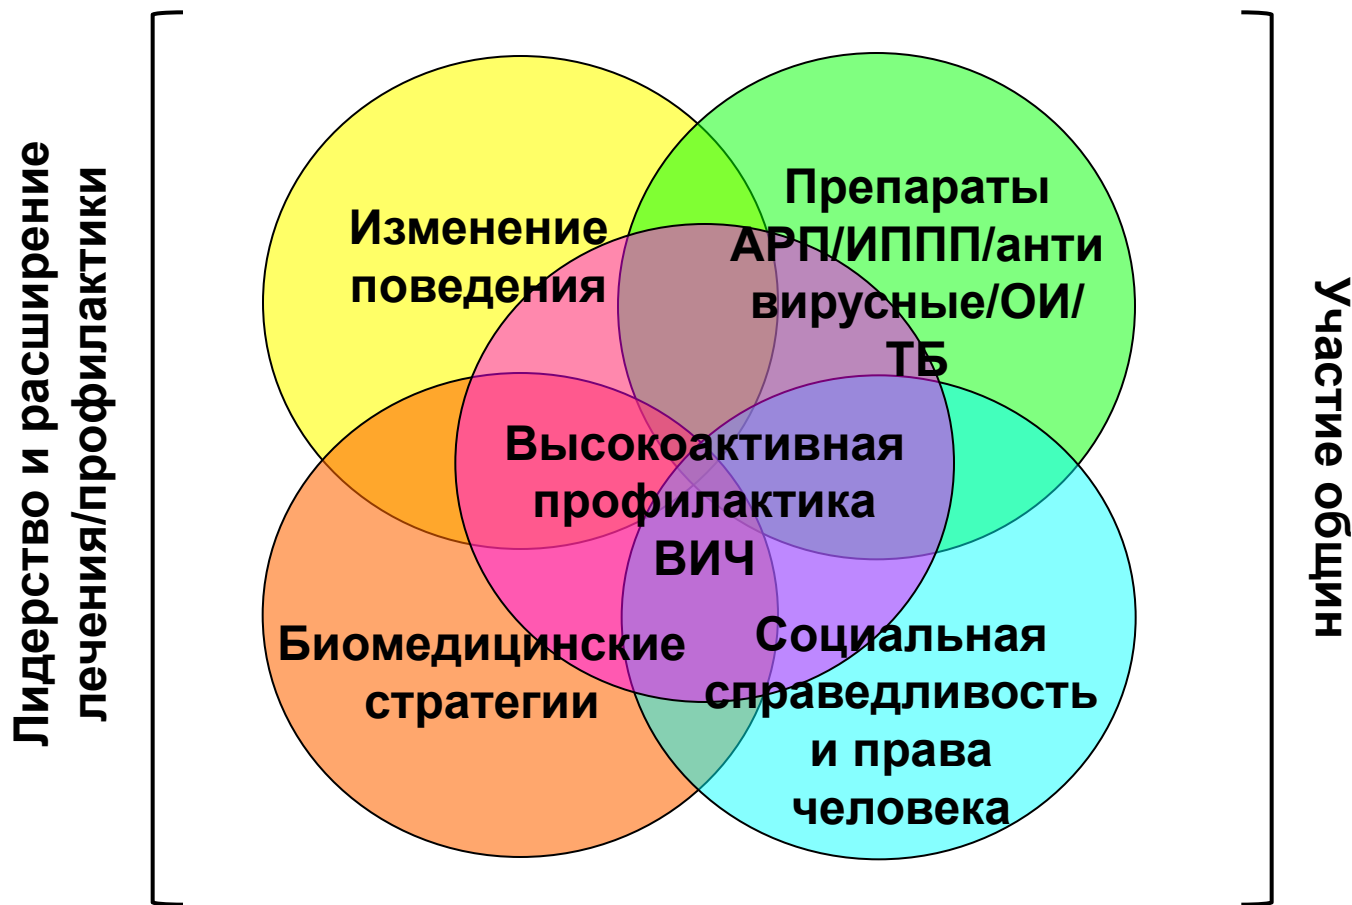 Лидерство и расширение
лечения/профилактики
Изменение
поведения
Препараты
АРП/ИППП/анти
вирусные/ОИ/
ТБ
Высокоактивная
профилактика
ВИЧ
Биомедицинские
стратегии
Социальная
справедливость
и права
человека
Участие общин